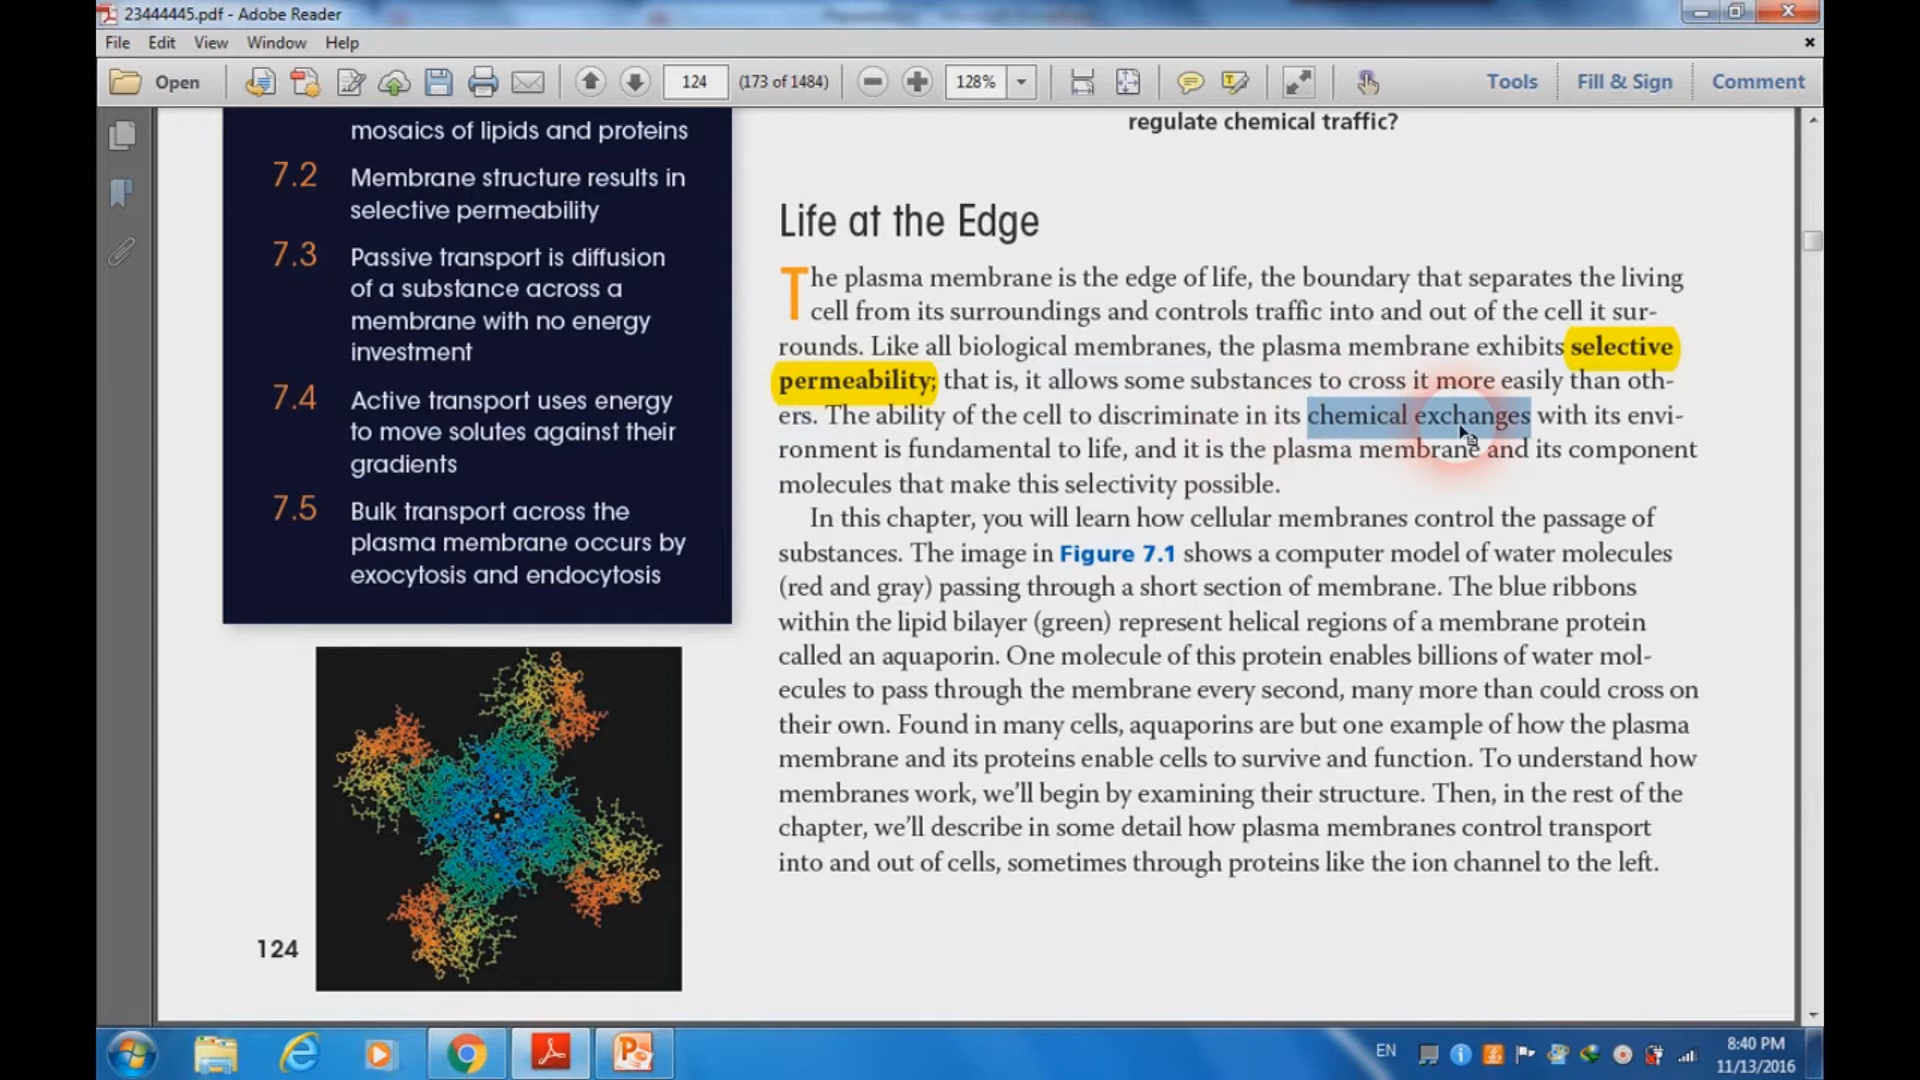 23444445.pdf - Adobe Reader
File Edit View Window Help
Open 124 (173 of 1484) 128% Tools Fill & Sign Comment
mosaics of lipids and proteins
7.2 Membrane structure results in
selective permeability
7.3 Passive transport is diffusion
of a substance across a
membrane with no energy
investment
7.4 Active transport uses energy
to move solutes against their
gradients
7.5 Bulk transport across the
plasma membrane occurs by
exocytosis and endocytosis
124
regulate chemical traffic?
Life at the Edge
The plasma membrane is the edge of life, the boundary that separates the living
cell from its surroundings and controls traffic into and out of the cell it sur-
rounds. Like all biological membranes, the plasma membrane exhibits selective
permeability; that is, it allows some substances to cross it more easily than oth-
ers. The ability of the cell to discriminate in its chemical exchanges with its envi-
ronment is fundamental to life, and it is the plasma membrane and its component
molecules that make this selectivity possible.
In this chapter, you will learn how cellular membranes control the passage of
substances. The image in Figure 7.1 shows a computer model of water molecules
(red and gray) passing through a short section of membrane. The blue ribbons
within the lipid bilayer (green) represent helical regions of a membrane protein
called an aquaporin. One molecule of this protein enables billions of water mol-
ecules to pass through the membrane every second, many more than could cross on
their own. Found in many cells, aquaporins are but one example of how the plasma
membrane and its proteins enable cells to survive and function. To understand how
membranes work, we'll begin by examining their structure. Then, in the rest of the
chapter, we'll describe in some detail how plasma membranes control transport
into and out of cells, sometimes through proteins like the ion channel to the left.
EN
8:40 PM
11/13/2016